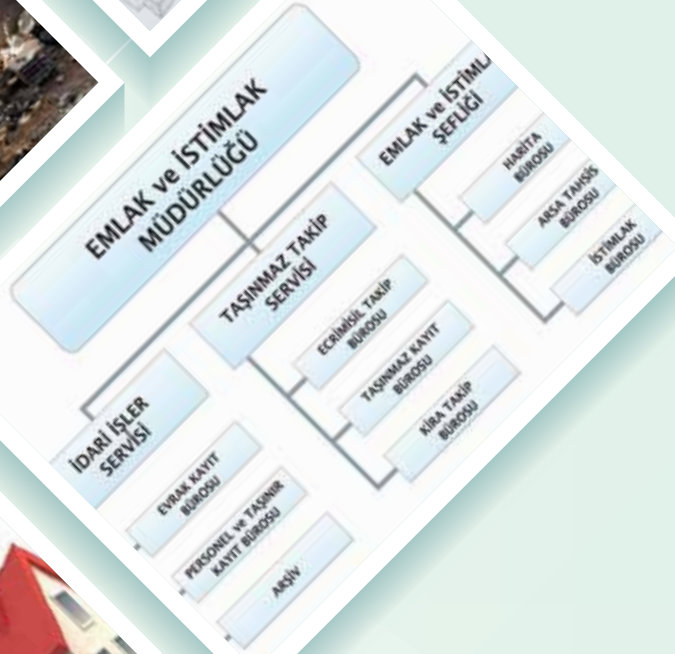 EMLAK ve İSTİMLAK
MÜDÜRLÜĞÜ
İDARİ İŞLER
SERVİSİ
EVRAK KAYIT
BÜROSU
PERSONEL ve TAŞINIR
KAYIT BÜROSU
ARŞİV
TAŞINMAZ TAKİP
SERVİSİ
ECRİMİSİL TAKİP
BÜROSU
TAŞINMAZ KAYIT
BÜROSU
KİRA TAKİP
BÜROSU
EMLAK ve İSTİMLA
ŞEFLİĞİ
HARİTA
BÜROSU
ARSA TAHSİS
BÜROSU
İSTİMLAK
BÜROSU